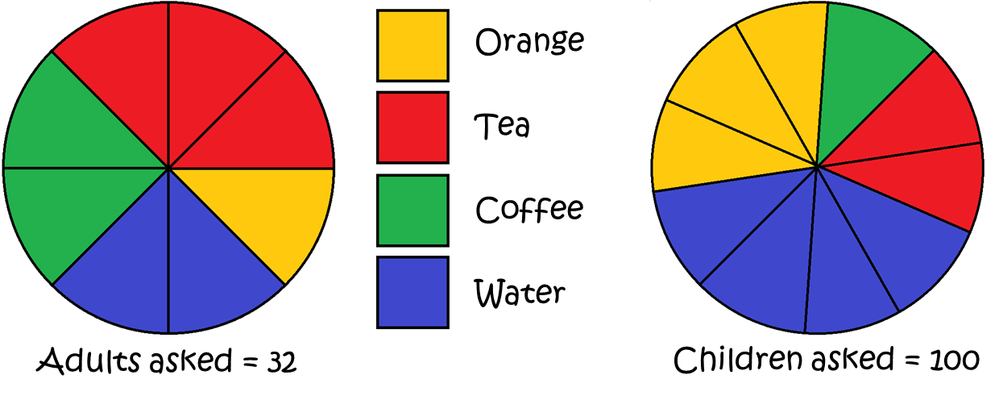 Orange
Tea
Coffee
Water
Adults asked = 32
Children asked = 100